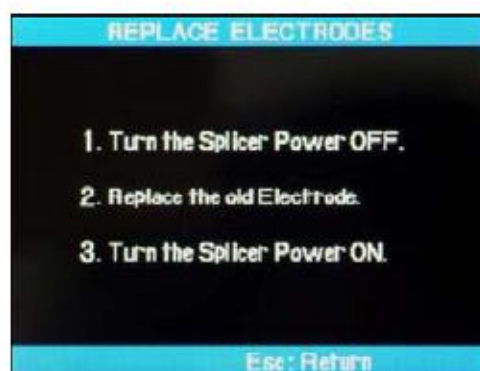 REPLACE ELECTRODES
1. Turn the Splicer Power OFF.
2. Replace the old Electrode.
3. Turn the Splicer Power ON.
Esc: Return